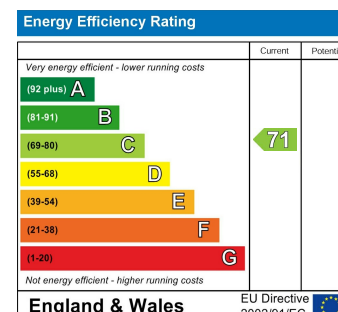 Energy Efficiency Rating
Current
Very energy efficient - lower running costs
(92 plus) A
(81-91) B
(69-80) C
71
(55-68) D
(39-54) E
(21-38) F
(1-20) G
Not energy efficient - higher running costs
England & Wales
EU Directive